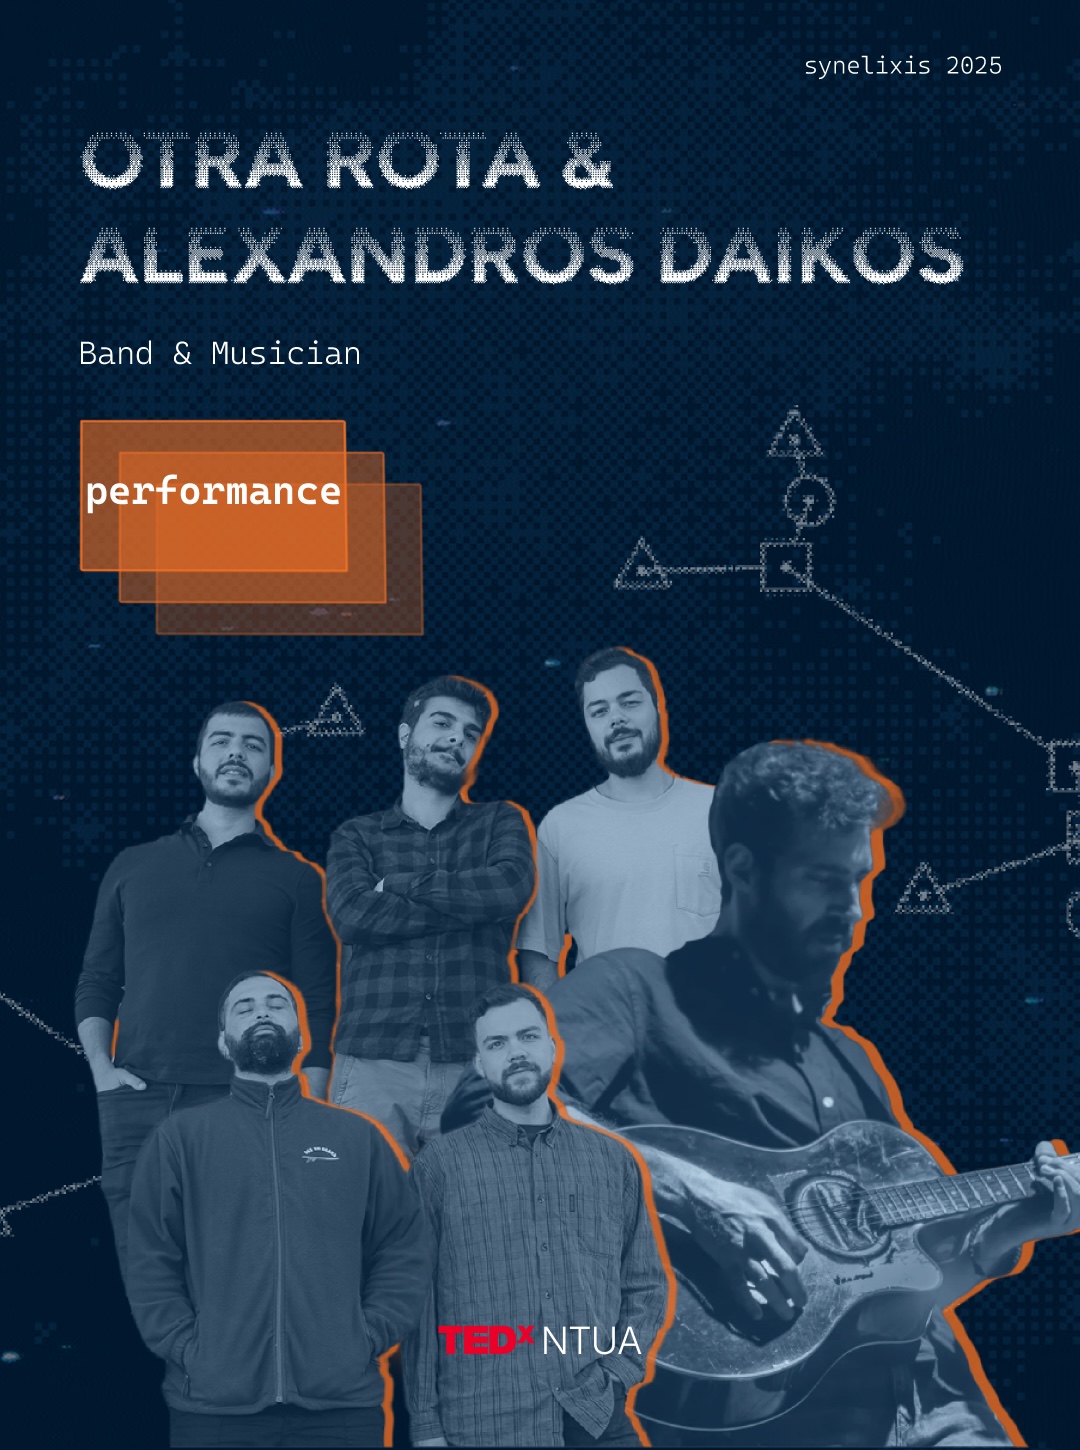 synelixis 2025
OTRA ROTA &
ALEXANDROS DAIKOS
Band & Musician
performance
TEDx NTUA